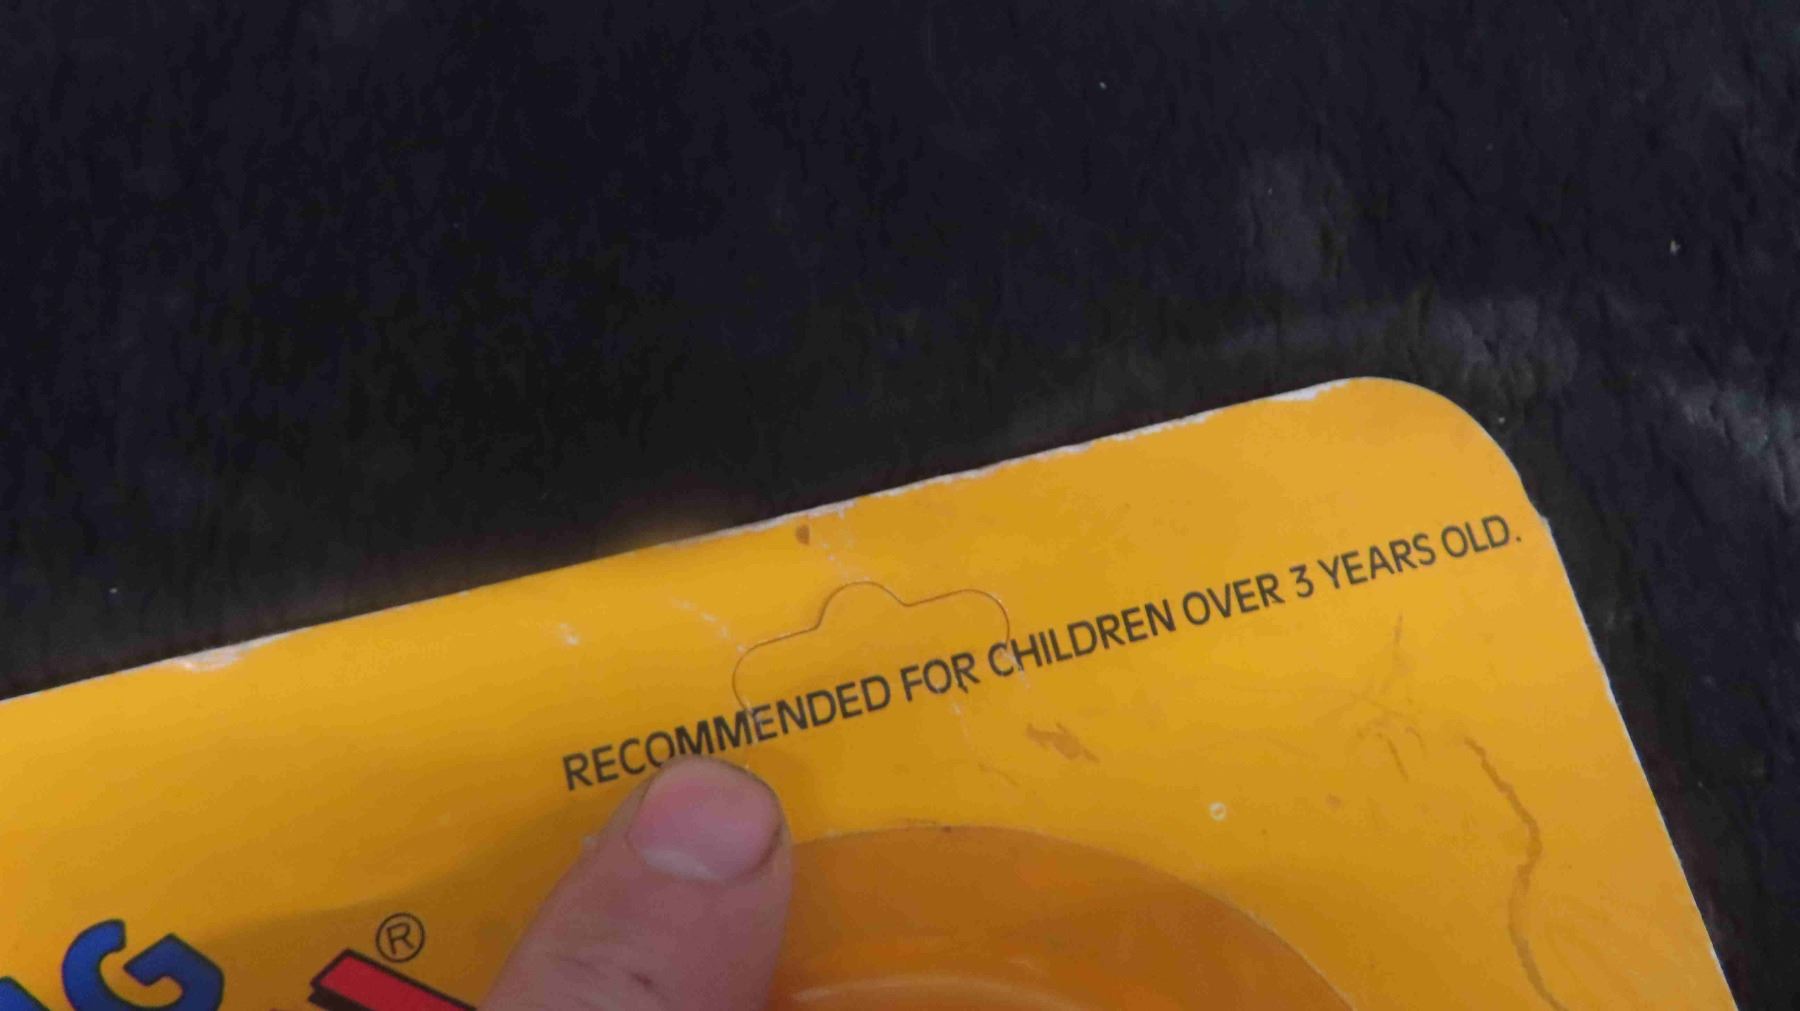 RECOMMENDED FOR CHILDREN OVER 3 YEARS OLD.
G ®